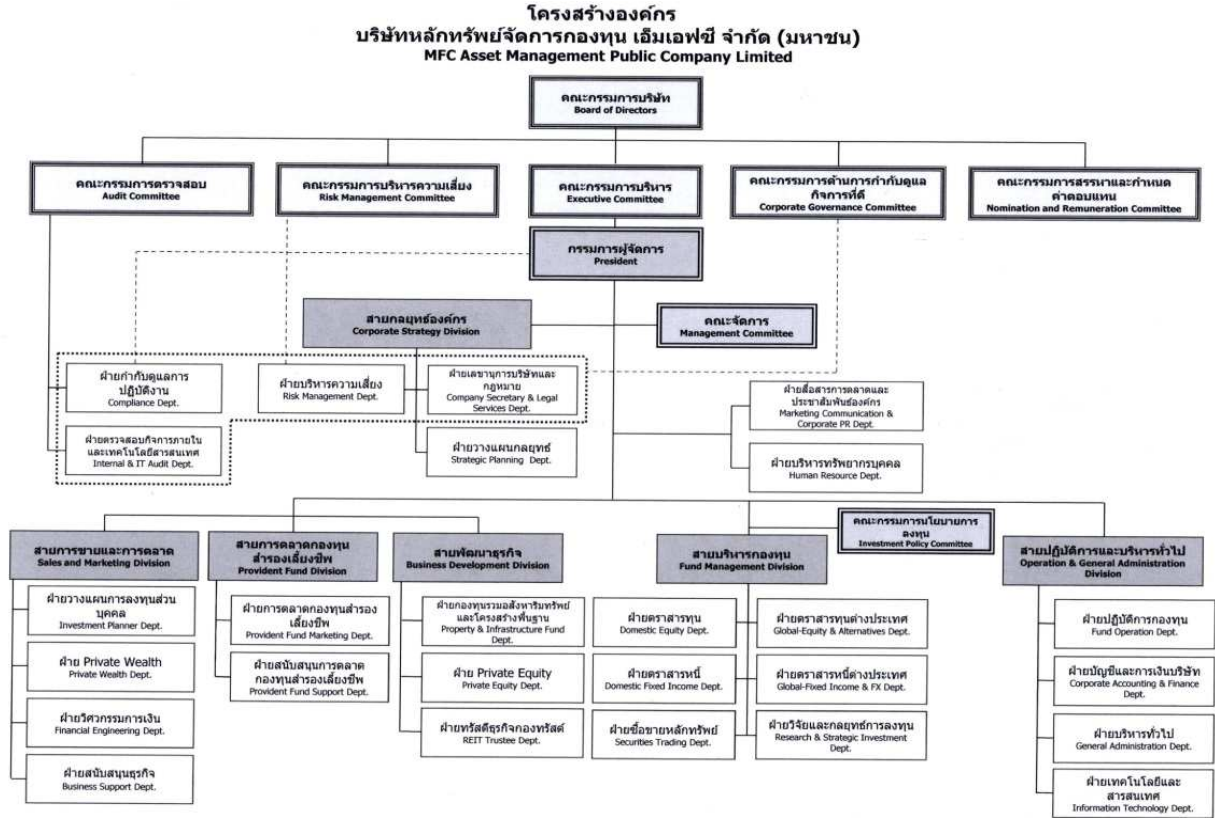 โครงสร้างองค์กร
บริษัทหลักทรัพย์จัดการกองทุน เอ็มเอฟซี จำกัด (มหาชน)
MFC Asset Management Public Company Limited
คณะกรรมการบริษัท
Board of Directors
คณะกรรมการตรวจสอบ
Audit Committee
คณะกรรมการบริหารความเสี่ยง
Risk Management Committee
คณะกรรมการบริหาร
Executive Committee
คณะกรรมการด้านการกำกับดูแล
กิจการที่ดี
Corporate Governance Committee
คณะกรรมการสรรหาและกำหนด
ค่าตอบแทน
Nomination and Remuneration Committee
กรรมการผู้จัดการ
President
สายกลยุทธ์องค์กร
Corporate Strategy Division
คณะจัดการ
Management Committee
ฝ่ายกำกับดูแลการ
ปฏิบัติงาน
Compliance Dept.
ฝ่ายบริหารความเสี่ยง
Risk Management Dept.
ฝ่ายเลขานุการบริษัทและ
กฎหมาย
Company Secretary & Legal
Services Dept.
ฝ่ายสื่อสารการตลาดและ
ประชาสัมพันธ์องค์กร
Marketing Communication &
Corporate PR Dept.
ฝ่ายตรวจสอบกิจการภายใน
และเทคโนโลยีสารสนเทศ
Internal & IT Audit Dept.
ฝ่ายวางแผนกลยุทธ์
Strategic Planning Dept.
ฝ่ายบริหารทรัพยากรบุคคล
Human Resource Dept.
คณะกรรมการนโยบายการ
ลงทุน
Investment Policy Committee
สายการขายและการตลาด
Sales and Marketing Division
สายการตลาดกองทุน
สำรองเลี้ยงชีพ
Provident Fund Division
สายพัฒนาธุรกิจ
Business Development Division
สายบริหารกองทุน
Fund Management Division
สายปฏิบัติการและบริหารทั่วไป
Operation & General Administration
Division
ฝ่ายวางแผนการลงทุนส่วน
บุคคล
Investment Planner Dept.
ฝ่าย Private Wealth
Private Wealth Dept.
ฝ่ายวิศวกรรมการเงิน
Financial Engineering Dept.
ฝ่ายสนับสนุนธุรกิจ
Business Support Dept.
ฝ่ายการตลาดกองทุนสำรอง
เลี้ยงชีพ
Provident Fund Marketing Dept.
ฝ่ายสนับสนุนการตลาด
กองทุนสำรองเลี้ยงชีพ
Provident Fund Support Dept.
ฝ่ายกองทุนรวมอสังหาริมทรัพย์
และโครงสร้างพื้นฐาน
Property & Infrastructure Fund
Dept.
ฝ่าย Private Equity
Private Equity Dept.
ฝ่ายทรัสตีธุรกิจกองทรัสต์
REIT Trustee Dept.
ฝ่ายตราสารทุน
Domestic Equity Dept.
ฝ่ายตราสารหนี้
Domestic Fixed Income Dept.
ฝ่ายซื้อขายหลักทรัพย์
Securities Trading Dept.
ฝ่ายตราสารทุนต่างประเทศ
Global-Equity & Alternatives Dept.
ฝ่ายตราสารหนี้ต่างประเทศ
Global-Fixed Income & FX Dept.
ฝ่ายวิจัยและกลยุทธ์การลงทุน
Research & Strategic Investment
Dept.
ฝ่ายปฏิบัติการกองทุน
Fund Operation Dept.
ฝ่ายบัญชีและการเงินบริษัท
Corporate Accounting & Finance
Dept.
ฝ่ายบริหารทั่วไป
General Administration Dept.
ฝ่ายเทคโนโลยีและ
สารสนเทศ
Information Technology Dept.